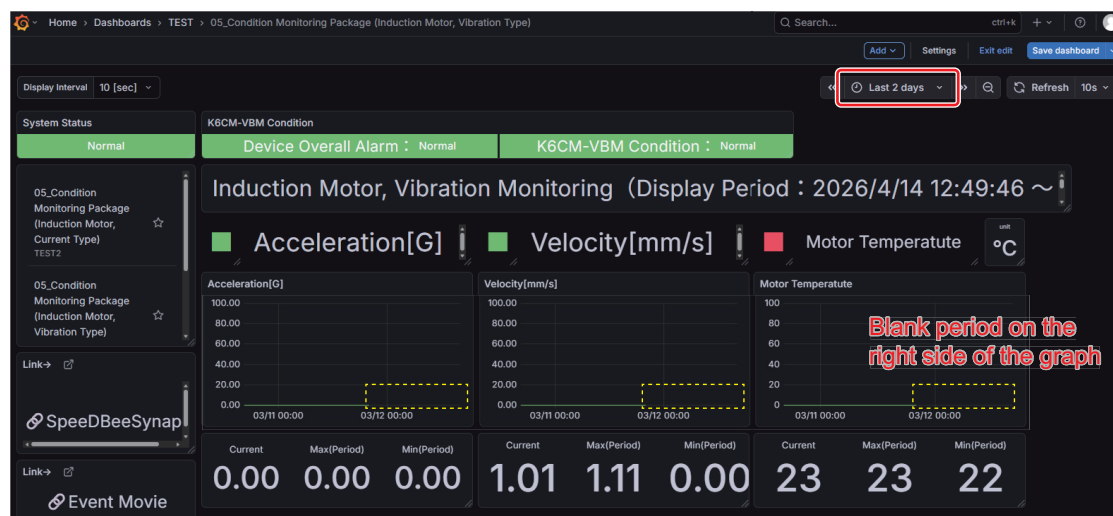 Home › Dashboards › TEST › 05_Condition Monitoring Package (Induction Motor, Vibration Type)
Search...
ctrl+k
Add
Settings
Exit edit
Save dashboard
Display Interval
10 [sec]
Last 2 days
Refresh
10s
System Status
Normal
K6CM-VBM Condition
Device Overall Alarm： Normal
K6CM-VBM Condition： Normal
05_Condition
Monitoring Package
(Induction Motor,
Current Type)
TEST2
05_Condition
Monitoring Package
(Induction Motor,
Vibration Type)
Link→
SpeeDBeeSynap
Link→
Event Movie
Induction Motor, Vibration Monitoring（Display Period：2026/4/14 12:49:46 ～
Acceleration[G]
Velocity[mm/s]
Motor Temperatute
unit
°C
Acceleration[G]
100.00
80.00
60.00
40.00
20.00
0.00
03/11 00:00
03/12 00:00
Velocity[mm/s]
100.00
80.00
60.00
40.00
20.00
0.00
03/11 00:00
03/12 00:00
Motor Temperatute
100
80
60
40
20
0
03/11 00:00
03/12 00:00
Blank period on the
right side of the graph
Current
Max(Period)
Min(Period)
0.00
0.00
0.00
Current
Max(Period)
Min(Period)
1.01
1.11
0.00
Current
Max(Period)
Min(Period)
23
23
22